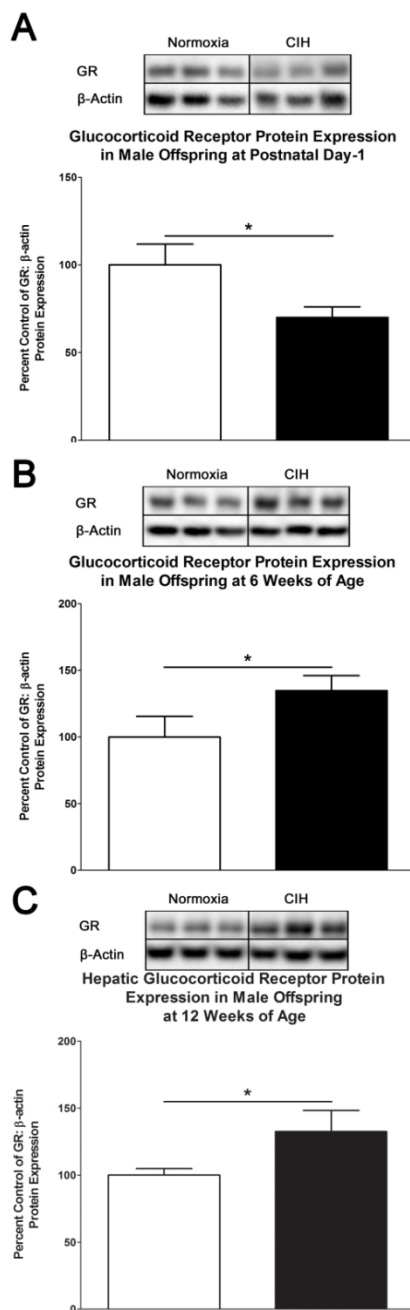 A
Normoxia CIH
GR
β-Actin
Glucocorticoid Receptor Protein Expression
in Male Offspring at Postnatal Day-1
Percent Control of GR: β-actin
Protein Expression
150
100
50
0
*
B
Normoxia CIH
GR
β-Actin
Glucocorticoid Receptor Protein Expression
in Male Offspring at 6 Weeks of Age
Percent Control of GR: β-actin
Protein Expression
200
150
100
50
0
*
C
Normoxia CIH
GR
β-Actin
Hepatic Glucocorticoid Receptor Protein
Expression in Male Offspring
at 12 Weeks of Age
Percent Control of GR: β-actin
Protein Expression
200
150
100
50
0
*